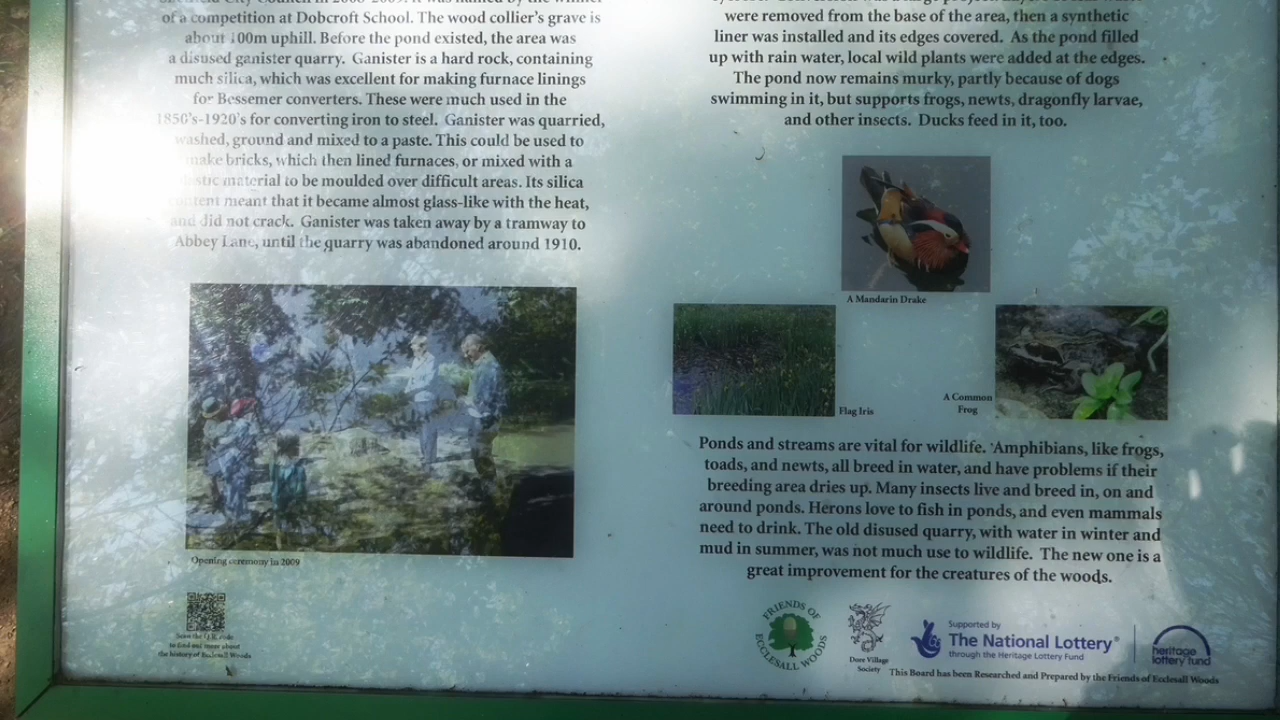 of a competition at Dobcroft School. The wood collier's grave is
about 100m uphill. Before the pond existed, the area was
a disused ganister quarry. Ganister is a hard rock, containing
much silica, which was excellent for making furnace linings
for Bessemer converters. These were much used in the
1850's-1920's for converting iron to steel. Ganister was quarried,
washed, ground and mixed to a paste. This could be used to
make bricks, which then lined furnaces, or mixed with a
material to be moulded over difficult areas. Its silica
content meant that it became almost glass-like with the heat,
and did not crack. Ganister was taken away by a tramway to
Abbey Lane, until the quarry was abandoned around 1910.
Opening ceremony in 2009
Scan the QR code
to find out more about
the history of Ecclesall Woods
were removed from the base of the area, then a synthetic
liner was installed and its edges covered. As the pond filled
up with rain water, local wild plants were added at the edges.
The pond now remains murky, partly because of dogs
swimming in it, but supports frogs, newts, dragonfly larvae,
and other insects. Ducks feed in it, too.
A Mandarin Drake
Flag Iris
A Common
Frog
Ponds and streams are vital for wildlife. Amphibians, like frogs,
toads, and newts, all breed in water, and have problems if their
breeding area dries up. Many insects live and breed in, on and
around ponds. Herons love to fish in ponds, and even mammals
need to drink. The old disused quarry, with water in winter and
mud in summer, was not much use to wildlife. The new one is a
great improvement for the creatures of the woods.
FRIENDS OF
ECCLESALL WOODS
Dore Village
Society
Supported by
The National Lottery®
through the Heritage Lottery Fund
heritage
lottery fund
This Board has been Researched and Prepared by the Friends of Ecclesall Woods